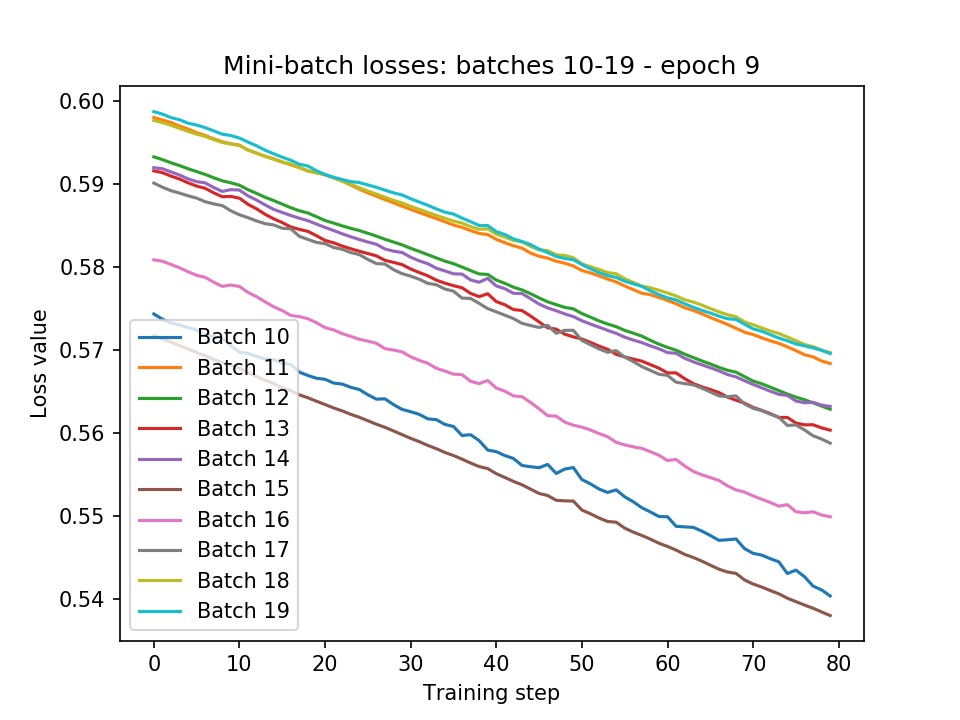 Mini-batch losses: batches 10-19 - epoch 9
Loss value
0.60
0.59
0.58
0.57
0.56
0.55
0.54
Batch 10
Batch 11
Batch 12
Batch 13
Batch 14
Batch 15
Batch 16
Batch 17
Batch 18
Batch 19
0 10 20 30 40 50 60 70 80
Training step